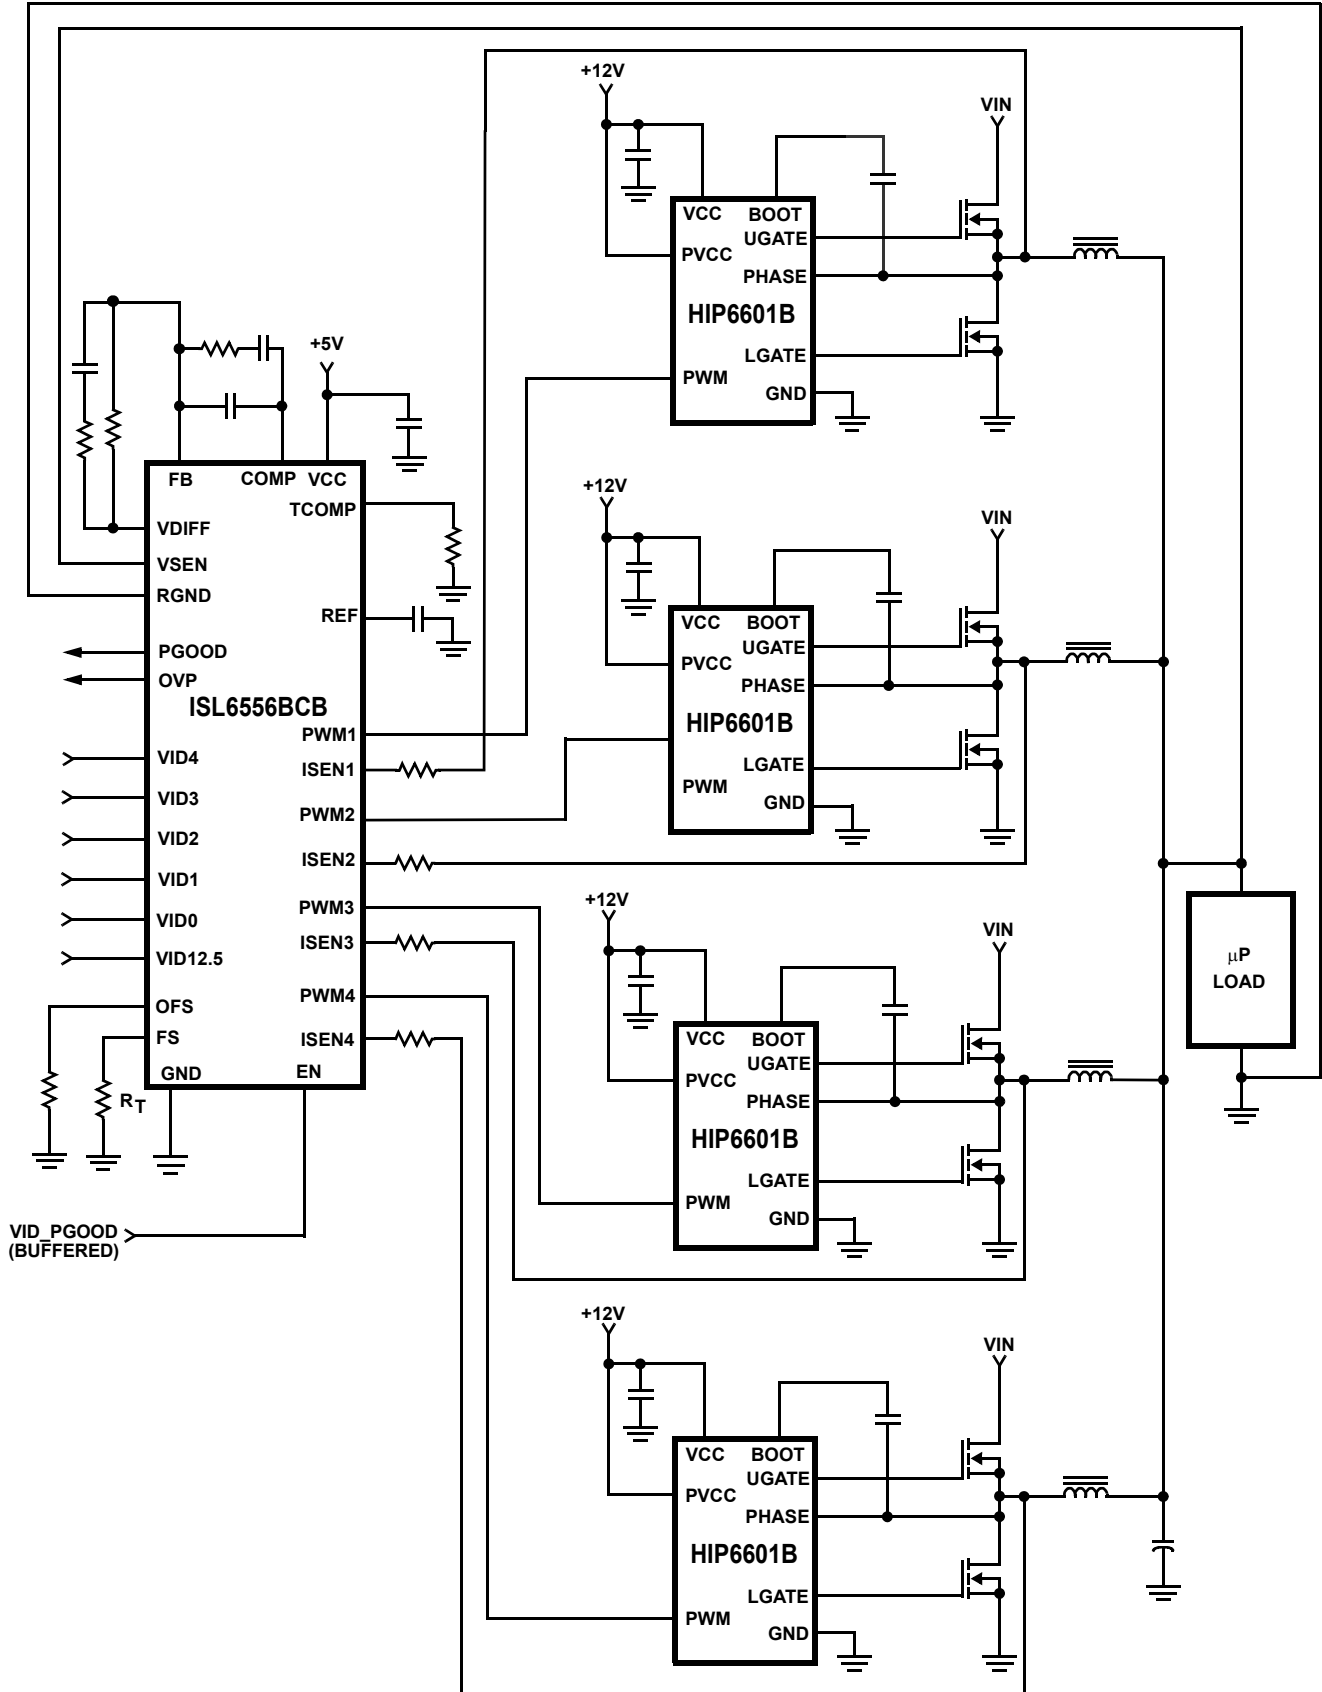 +12V
VIN
VCC
BOOT
UGATE
PVCC
PHASE
HIP6601B
LGATE
PWM
GND
+5V
FB
COMP
VCC
TCOMP
VDIFF
VSEN
RGND
REF
PGOOD
OVP
ISL6556BCB
PWM1
VID4
ISEN1
VID3
PWM2
VID2
ISEN2
VID1
PWM3
VID0
ISEN3
VID12.5
PWM4
OFS
FS
ISEN4
GND
EN
RT
VID_PGOOD
(BUFFERED)
+12V
VIN
VCC
BOOT
UGATE
PVCC
PHASE
HIP6601B
LGATE
PWM
GND
+12V
VIN
VCC
BOOT
UGATE
PVCC
PHASE
HIP6601B
LGATE
PWM
GND
μP
LOAD
+12V
VIN
VCC
BOOT
UGATE
PVCC
PHASE
HIP6601B
LGATE
PWM
GND